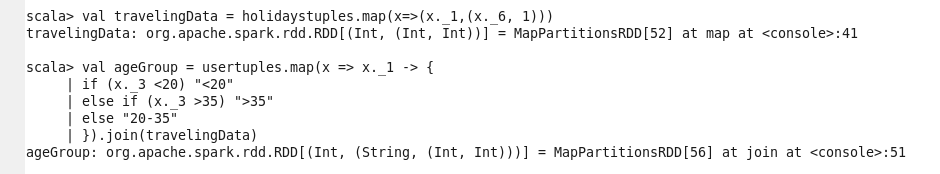 scala> val travelingData = holidaystuples.map(x=>(x._1,(x._6, 1)))
travelingData: org.apache.spark.rdd.RDD[(Int, (Int, Int))] = MapPartitionsRDD[52] at map at <console>:41
scala> val ageGroup = usertuples.map(x => x._1 -> {
     | if (x._3 <20) "<20"
     | else if (x._3 >35) ">35"
     | else "20-35"
     | }).join(travelingData)
ageGroup: org.apache.spark.rdd.RDD[(Int, (String, (Int, Int)))] = MapPartitionsRDD[56] at join at <console>:51